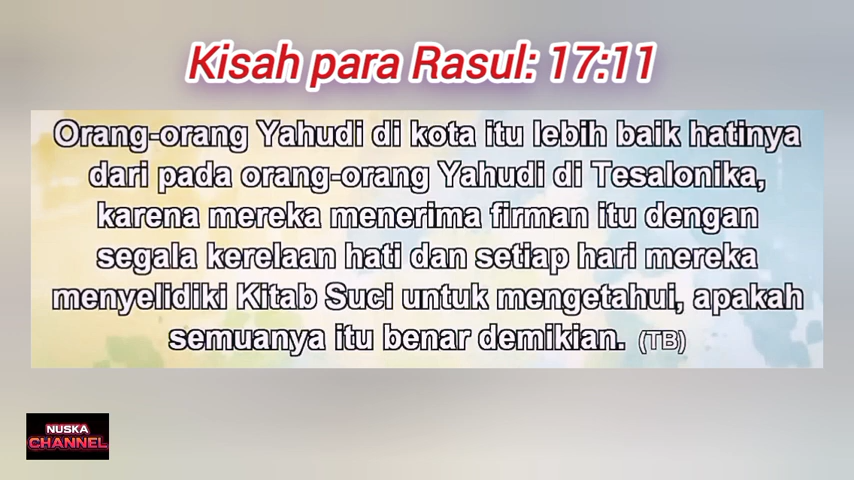 Kisah para Rasul: 17:11
Orang-orang Yahudi di kota itu lebih baik hatinya
dari pada orang-orang Yahudi di Tesalonika,
karena mereka menerima firman itu dengan
segala kerelaan hati dan setiap hari mereka
menyelidiki Kitab Suci untuk mengetahui, apakah
semuanya itu benar demikian. (TB)
NUSKA
CHANNEL